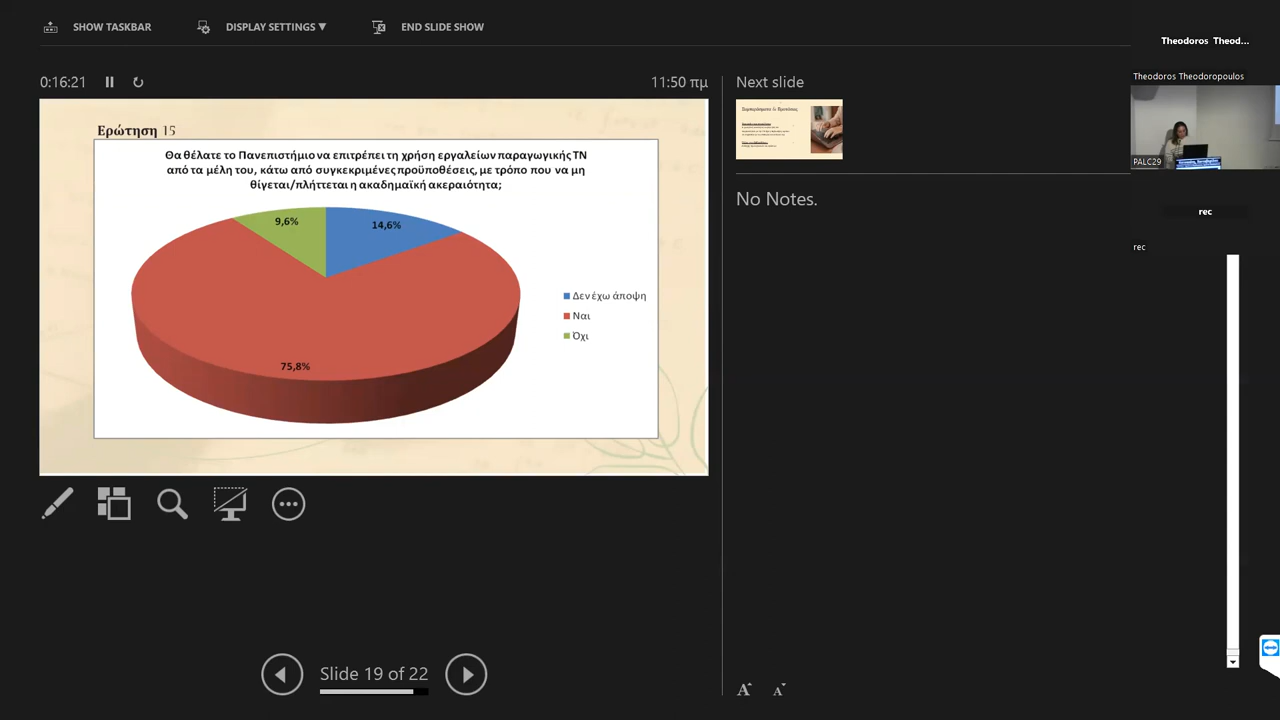 SHOW TASKBAR
DISPLAY SETTINGS ▼
END SLIDE SHOW
0:16:21
11:50 πμ
Ερώτηση 15
Θα θέλατε το Πανεπιστήμιο να επιτρέπει τη χρήση εργαλείων παραγωγικής ΤΝ
από τα μέλη του, κάτω από συγκεκριμένες προϋποθέσεις, με τρόπο που να μη
θίγεται/πλήττεται η ακαδημαϊκή ακεραιότητα;
9,6%
14,6%
75,8%
Δεν έχω άποψη
Ναι
Όχι
Slide 19 of 22
Next slide
No Notes.
Theodoros Theod...
Theodoros Theodoropoulos
PALC29
rec
rec